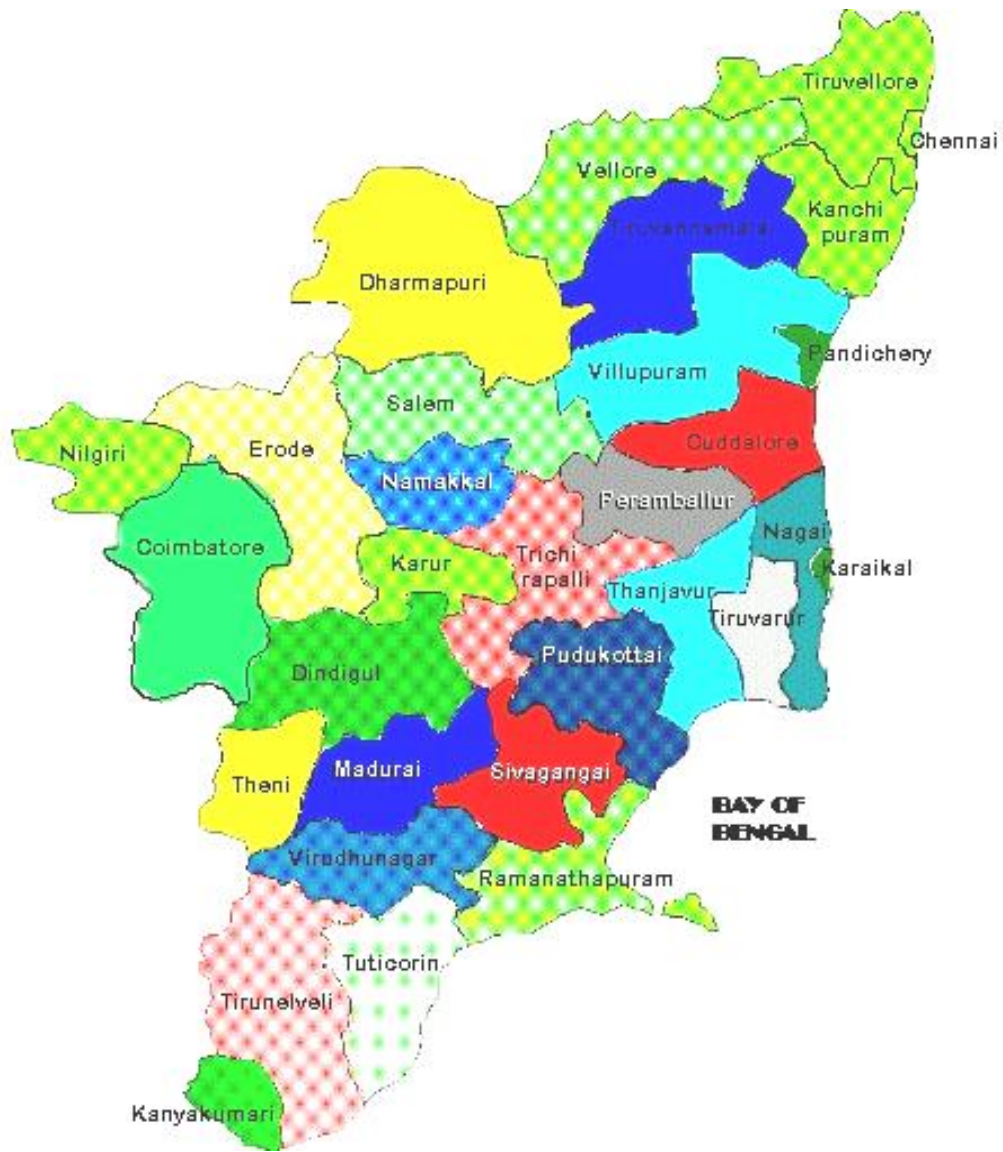 Tiruvellore
Chennai
Vellore
Kanchi
puram
Tiruvannamalai
Dharmapuri
Pandichery
Villupuram
Salem
Cuddalore
Nilgiri
Erode
Namakkal
Peramballur
Nagai
Coimbatore
Karur
Trichi
rapalli
Karaikal
Thanjavur
Tiruvarur
Pudukottai
Dindigul
Theni
Madurai
Sivagangai
BAY OF
BENGAL
Virudhunagar
Ramanathapuram
Tuticorin
Tirunelveli
Kanyakumari